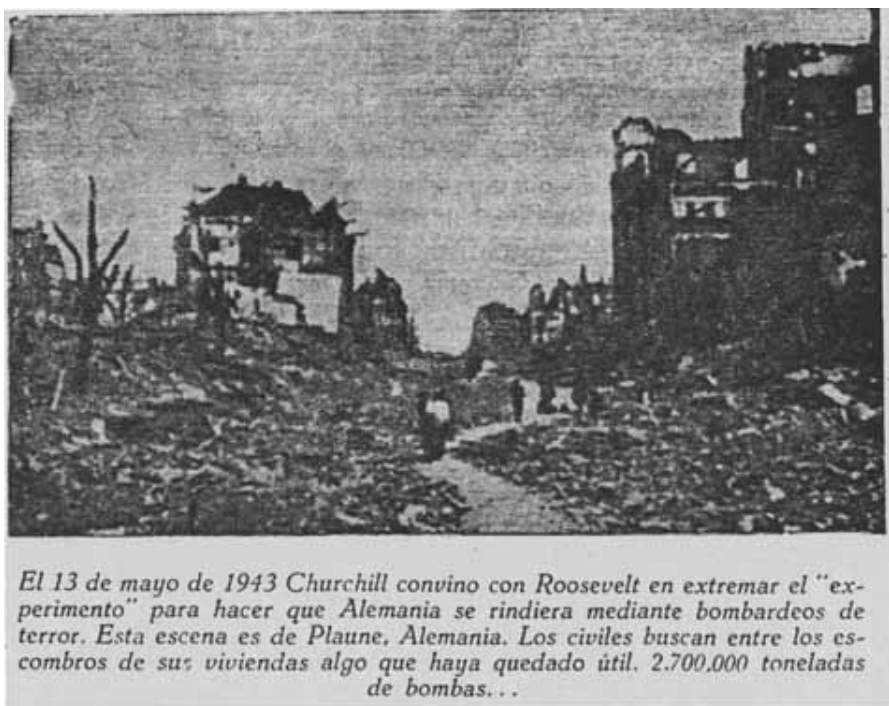 El 13 de mayo de 1943 Churchill convino con Roosevelt en extremar el "ex-
perimento" para hacer que Alemania se rindiera mediante bombardeos de
terror. Esta escena es de Plaune, Alemania. Los civiles buscan entre los es-
combros de sus viviendas algo que haya quedado útil. 2.700,000 toneladas
de bombas...